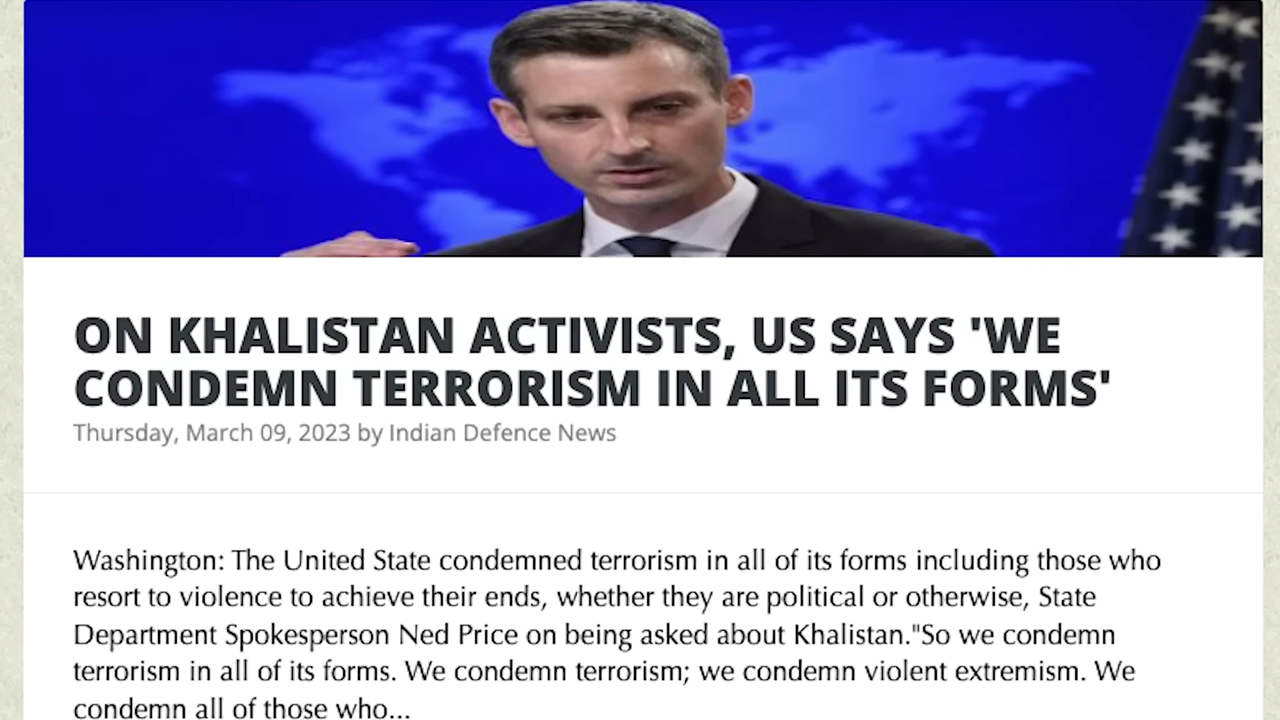 ON KHALISTAN ACTIVISTS, US SAYS 'WE
CONDEMN TERRORISM IN ALL ITS FORMS'
Thursday, March 09, 2023 by Indian Defence News
Washington: The United State condemned terrorism in all of its forms including those who
resort to violence to achieve their ends, whether they are political or otherwise, State
Department Spokesperson Ned Price on being asked about Khalistan."So we condemn
terrorism in all of its forms. We condemn terrorism; we condemn violent extremism. We
condemn all of those who...